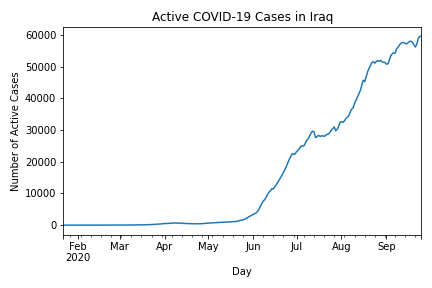 Active COVID-19 Cases in Iraq
Number of Active Cases
60000
50000
40000
30000
20000
10000
0
Feb Mar Apr May Jun Jul Aug Sep
2020
Day